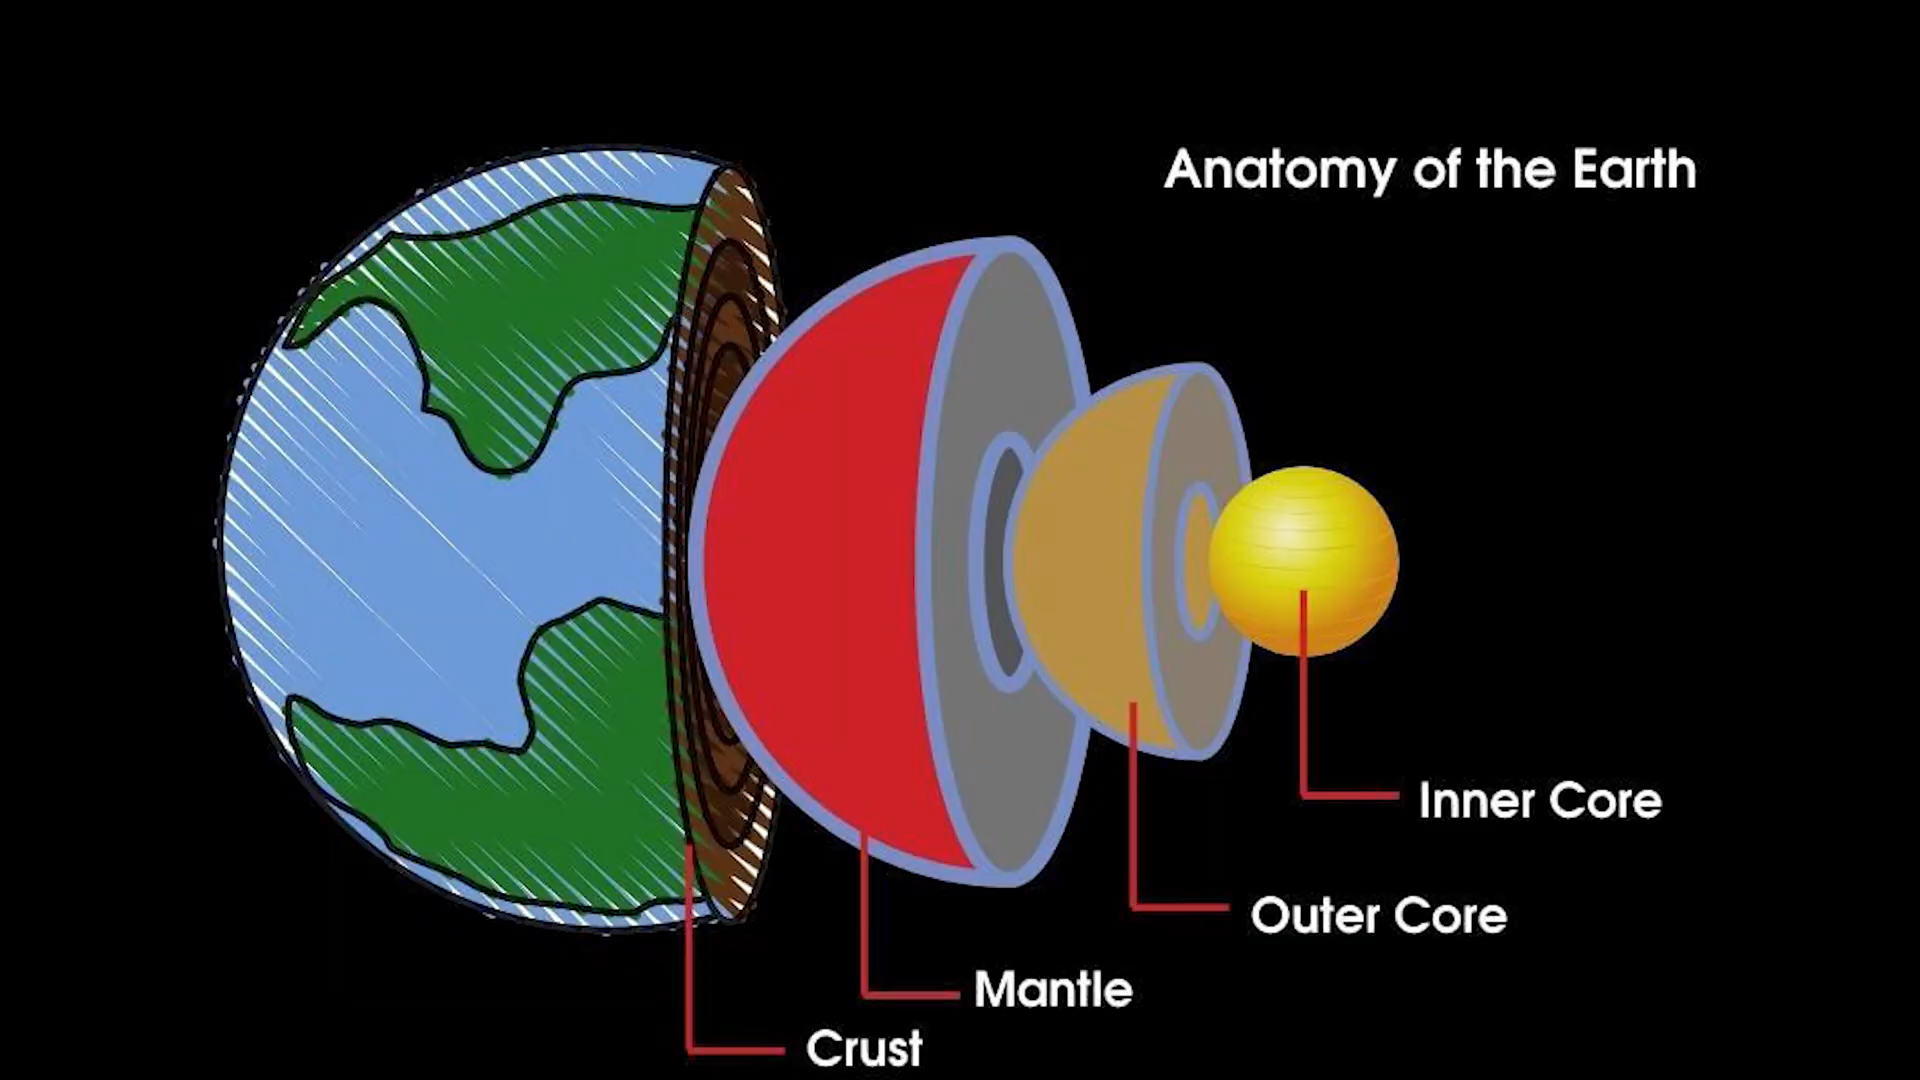 Anatomy of the Earth
Inner Core
Outer Core
Mantle
Crust